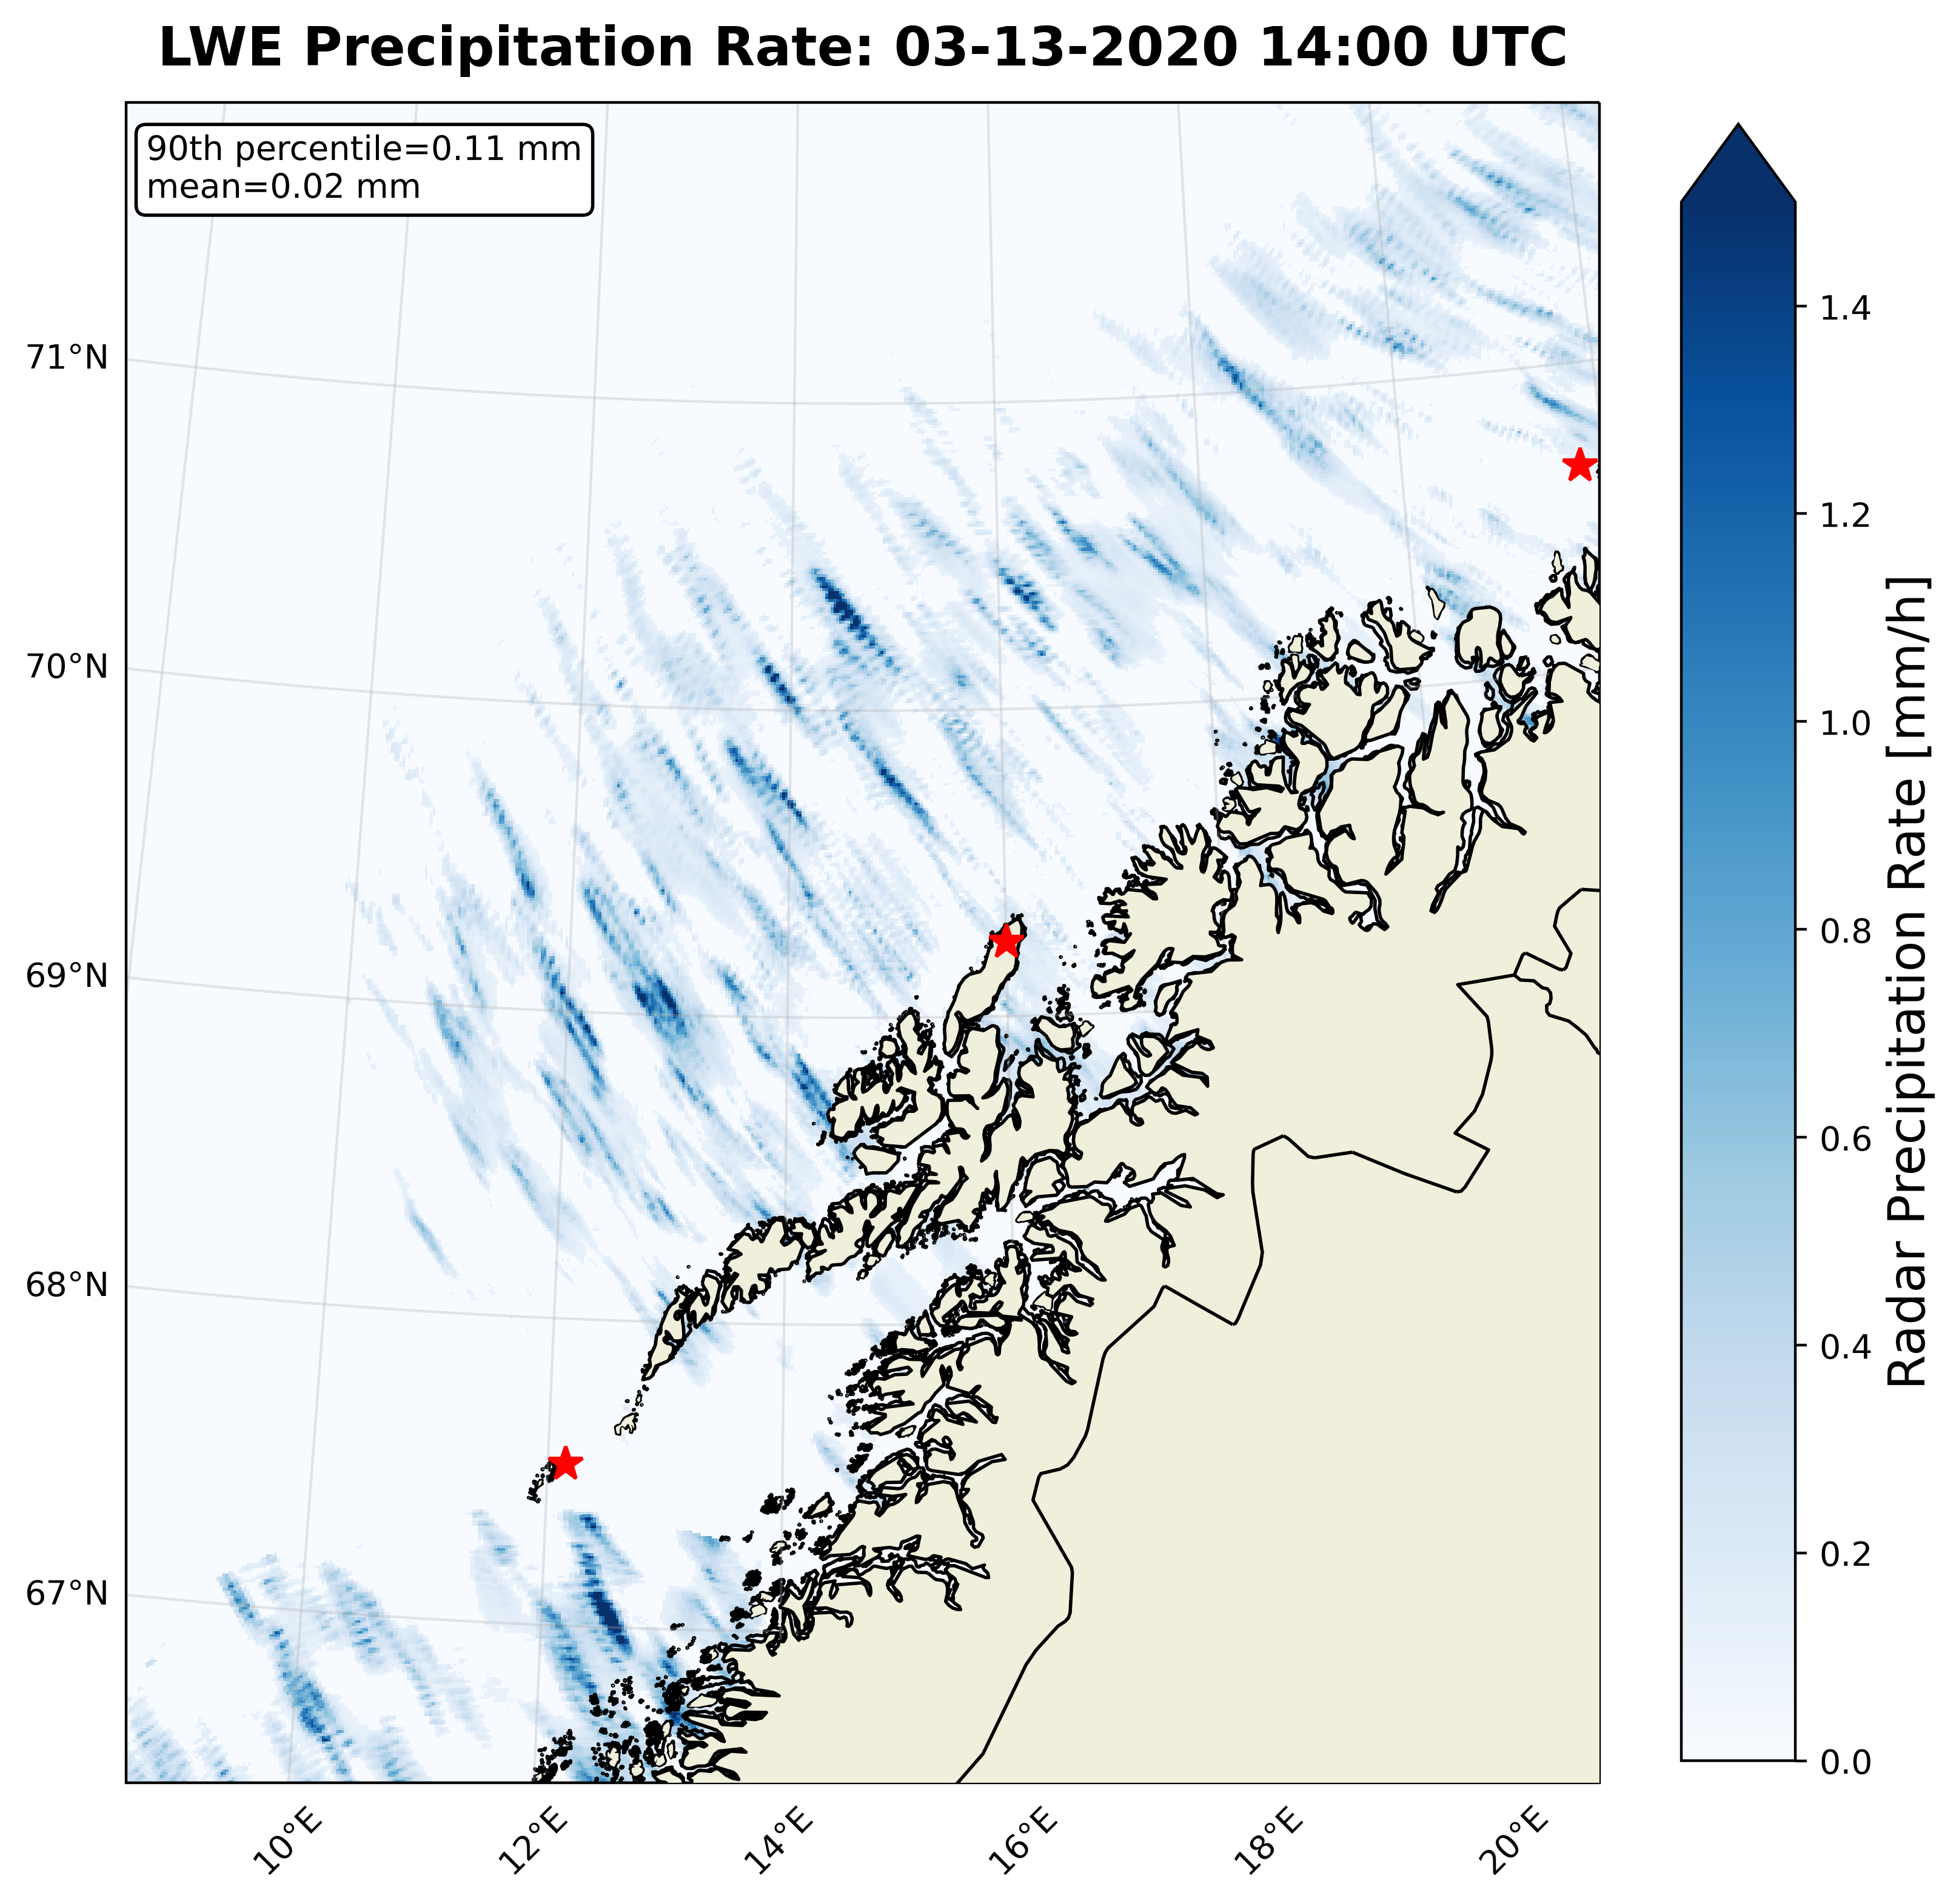 LWE Precipitation Rate: 03-13-2020 14:00 UTC
90th percentile=0.11 mm
mean=0.02 mm
71°N
70°N
69°N
68°N
67°N
10°E
12°E
14°E
16°E
18°E
20°E
1.4
1.2
1.0
0.8
0.6
0.4
0.2
0.0
Radar Precipitation Rate [mm/h]